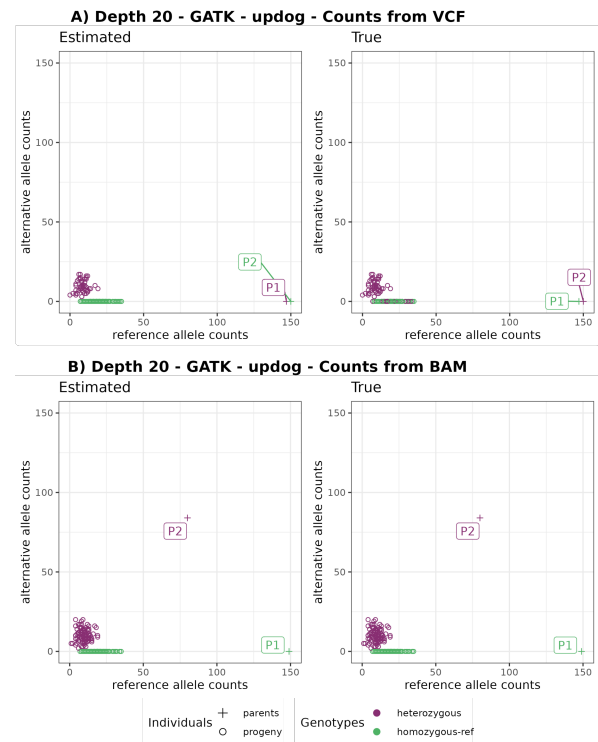 A) Depth 20 - GATK - updog - Counts from VCF
Estimated
True
alternative allele counts
150
100
50
0
P2
P1
0
50
100
150
reference allele counts
alternative allele counts
150
100
50
0
P2
P1
0
50
100
150
reference allele counts
B) Depth 20 - GATK - updog - Counts from BAM
Estimated
True
alternative allele counts
150
100
50
0
P2
P1
0
50
100
150
reference allele counts
alternative allele counts
150
100
50
0
P2
P1
0
50
100
150
reference allele counts
Individuals
parents
progeny
Genotypes
heterozygous
homozygous-ref